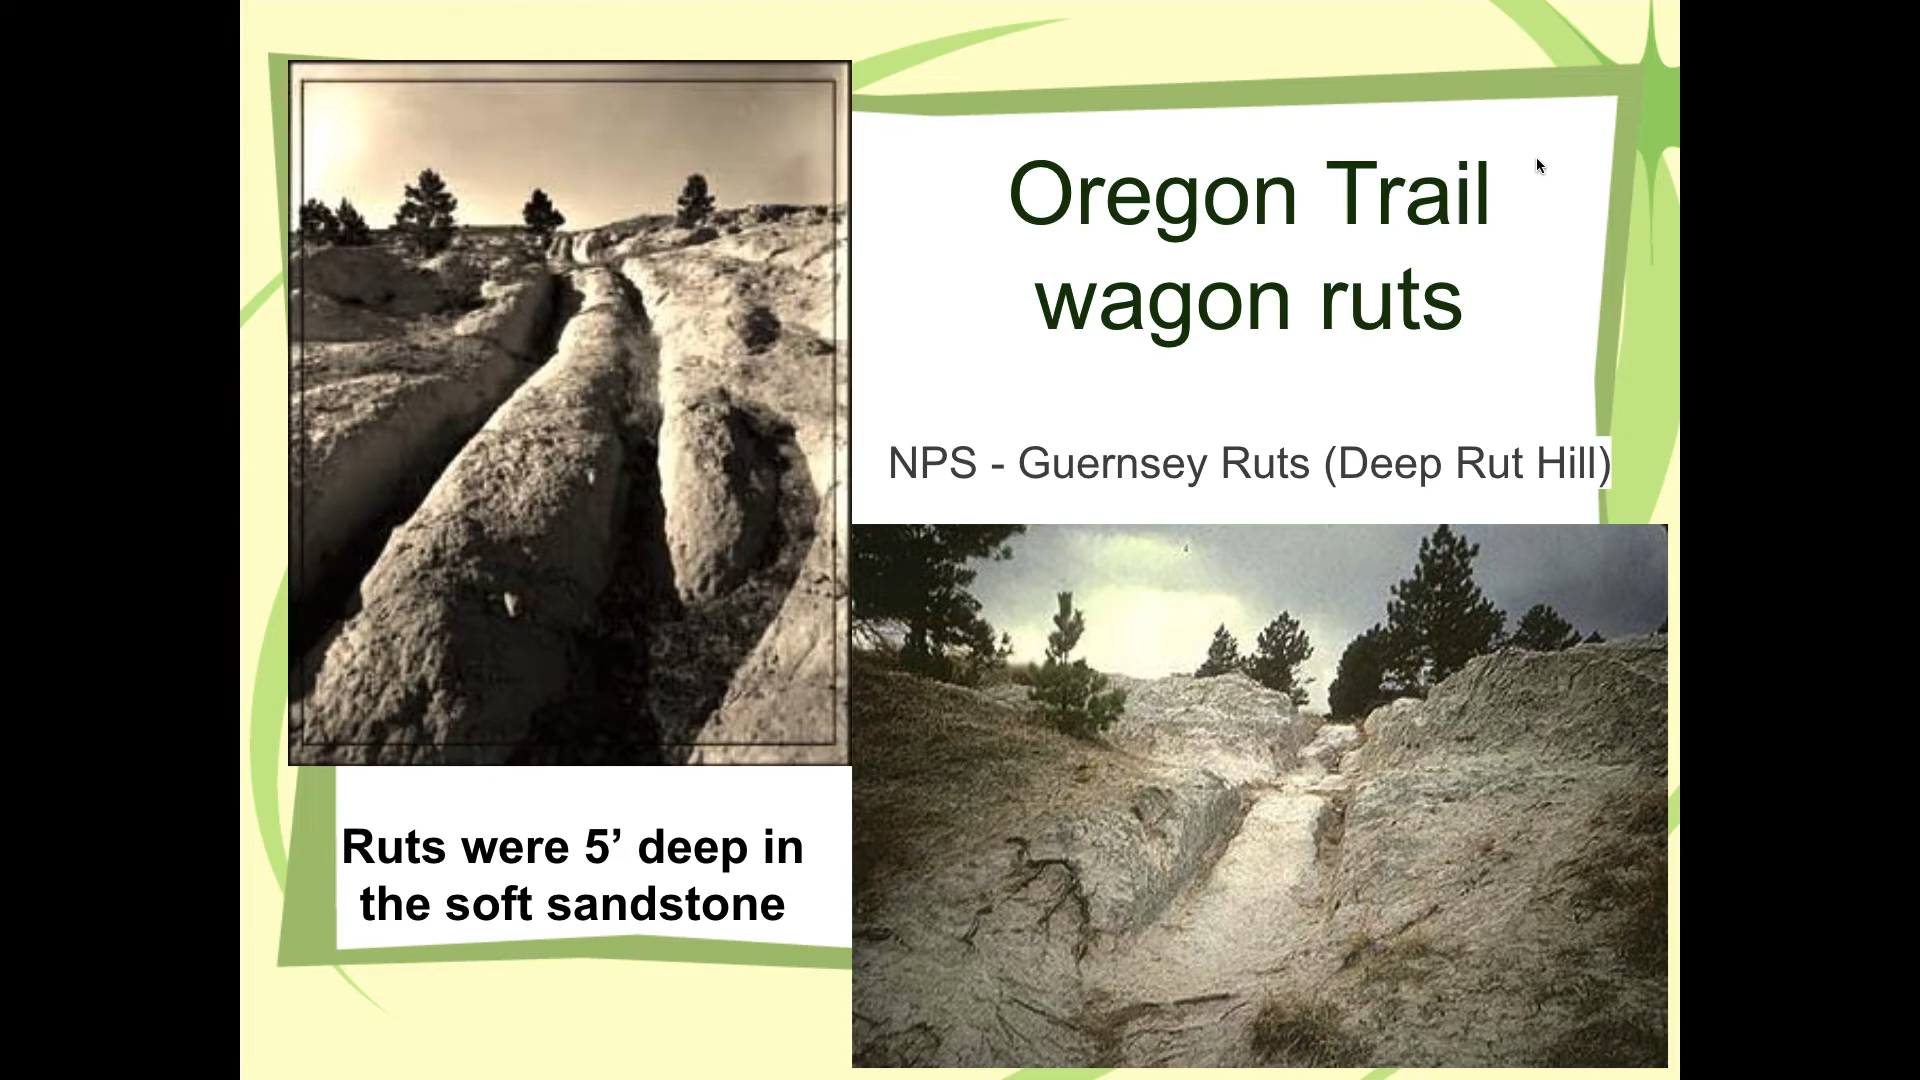 Oregon Trail
wagon ruts
NPS - Guernsey Ruts (Deep Rut Hill)
Ruts were 5’ deep in
the soft sandstone